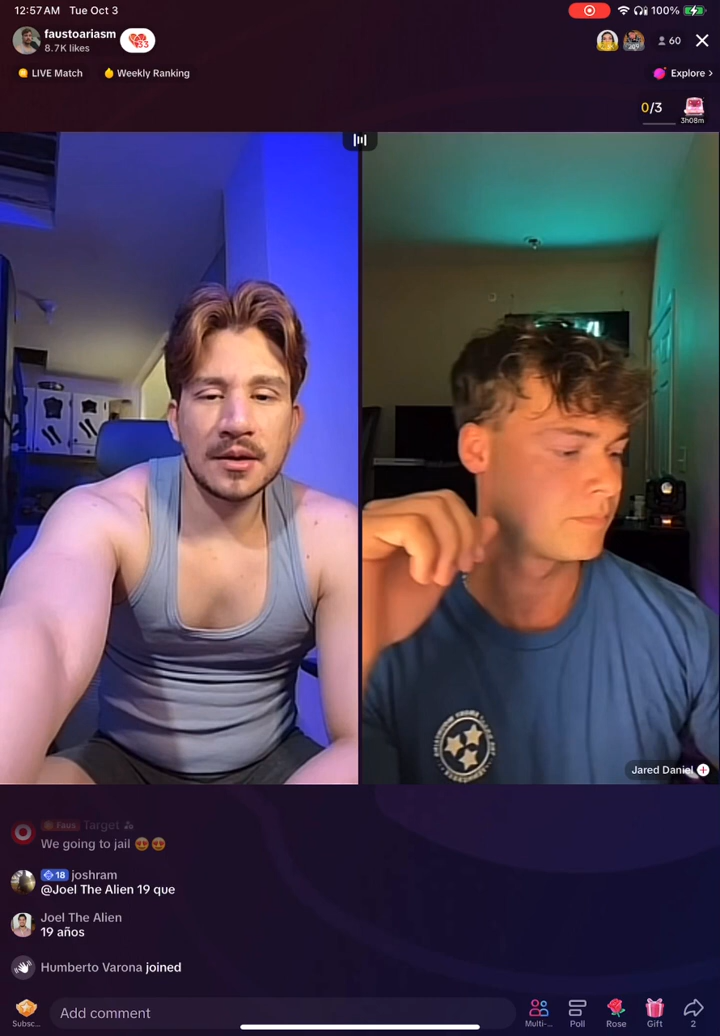 12:57 AM Tue Oct 3
100%
faustoariasm
8.7K likes
33
60
LIVE Match
Weekly Ranking
Explore >
0/3
3h08m
Jared Daniel
Faus Target
We going to jail 😍😍
18 joshram
@Joel The Alien 19 que
Joel The Alien
19 años
Humberto Varona joined
Subsc...
Add comment
Multi-...
Poll
Rose
Gift
2